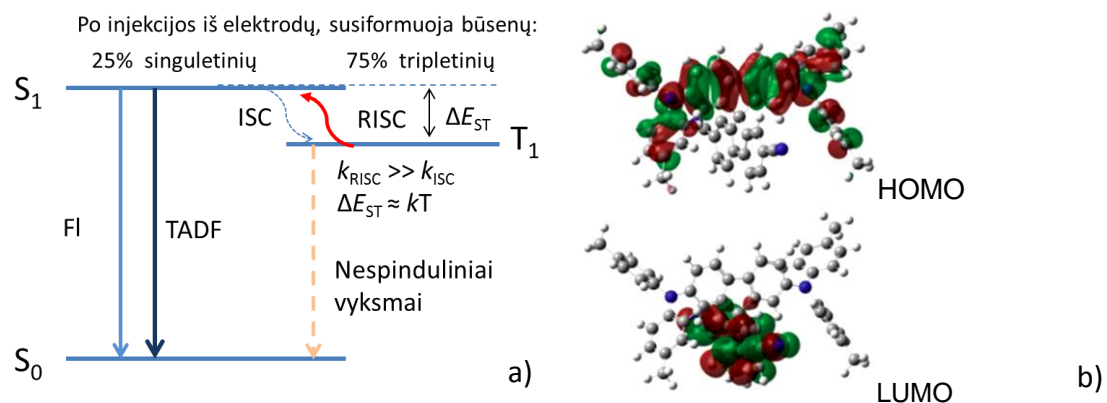 Po injekcijos iš elektrodų, susiformuoja būsenų:
25% singuletinių 75% tripletinių
S1
ISC
RISC
ΔEST
T1
kRISC >> kISC
ΔEST ≈ kT
Fl
TADF
Nespinduliniai
vyksmai
S0
a)
HOMO
LUMO
b)